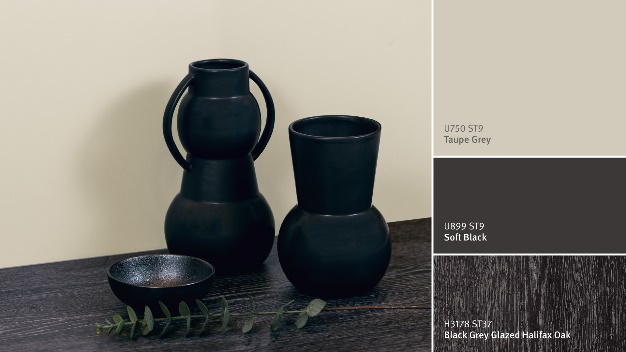 U750 ST9
Taupe Grey
U899 ST9
Soft Black
H3178 ST37
Black Grey Glazed Halifax Oak